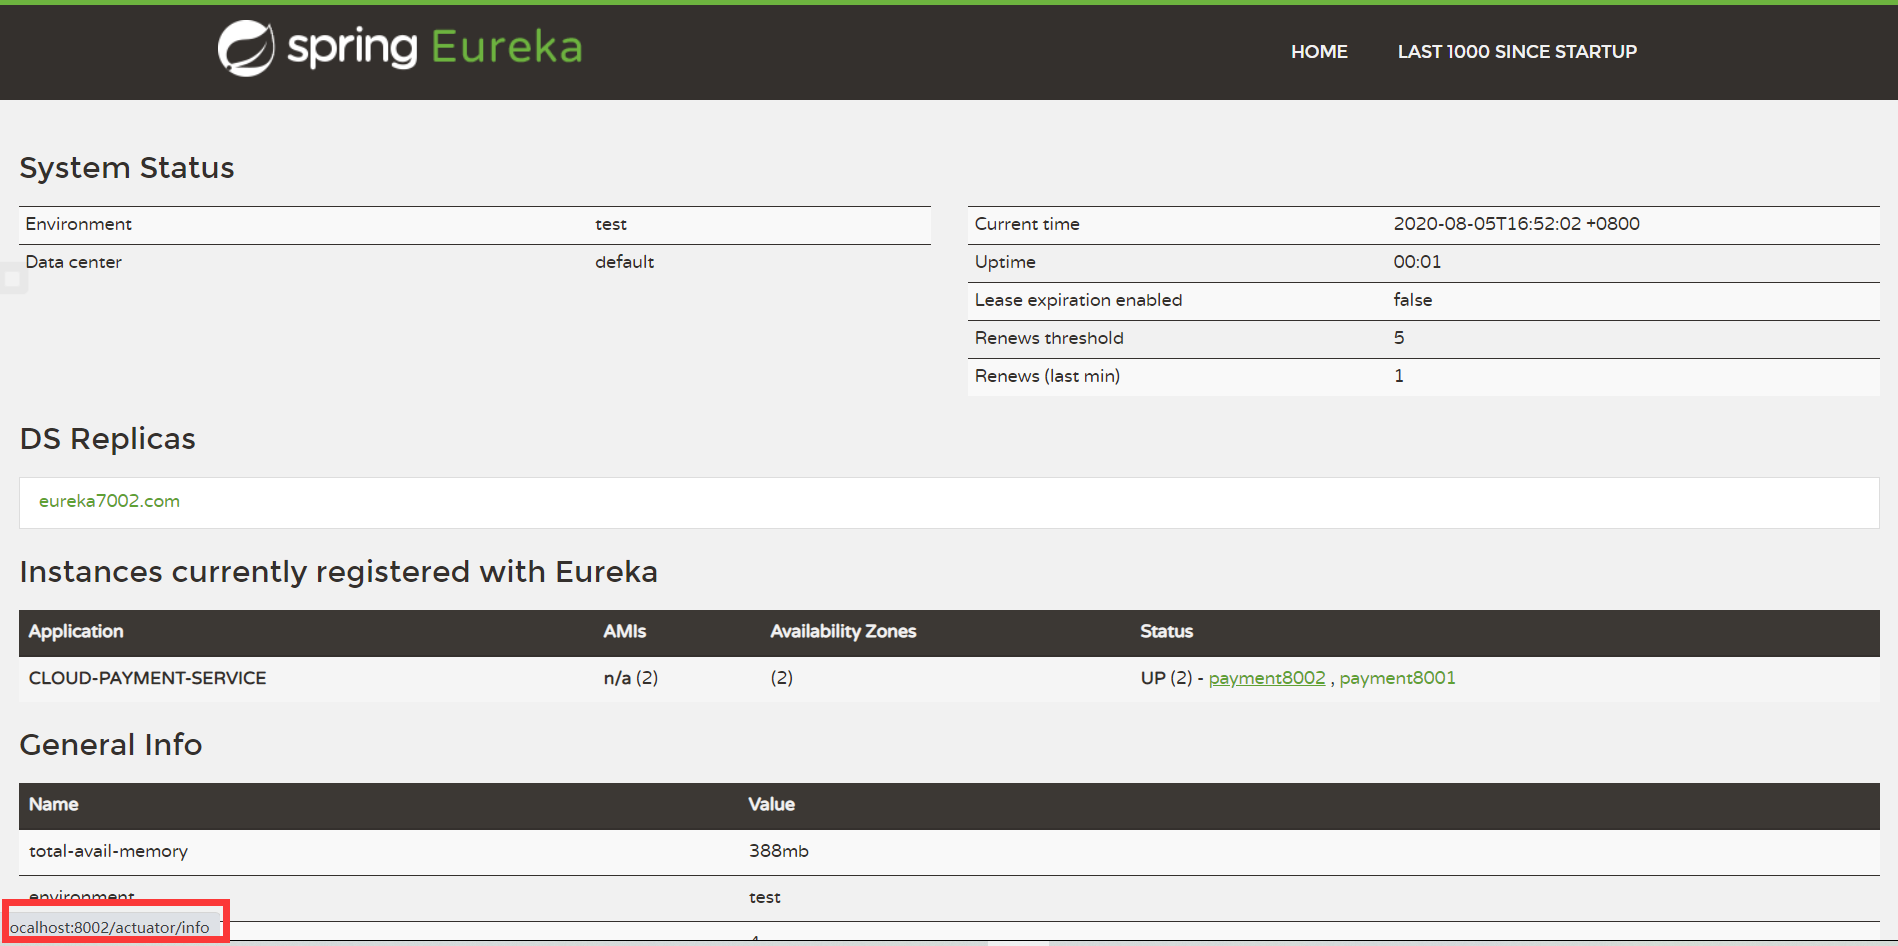 spring Eureka
HOME LAST 1000 SINCE STARTUP
System Status
Environment test
Data center default
Current time 2020-08-05T16:52:02 +0800
Uptime 00:01
Lease expiration enabled false
Renews threshold 5
Renews (last min) 1
DS Replicas
eureka7002.com
Instances currently registered with Eureka
Application AMIs Availability Zones Status
CLOUD-PAYMENT-SERVICE n/a (2) (2) UP (2) - payment8002 , payment8001
General Info
Name Value
total-avail-memory 388mb
environment test
ocalhost:8002/actuator/info